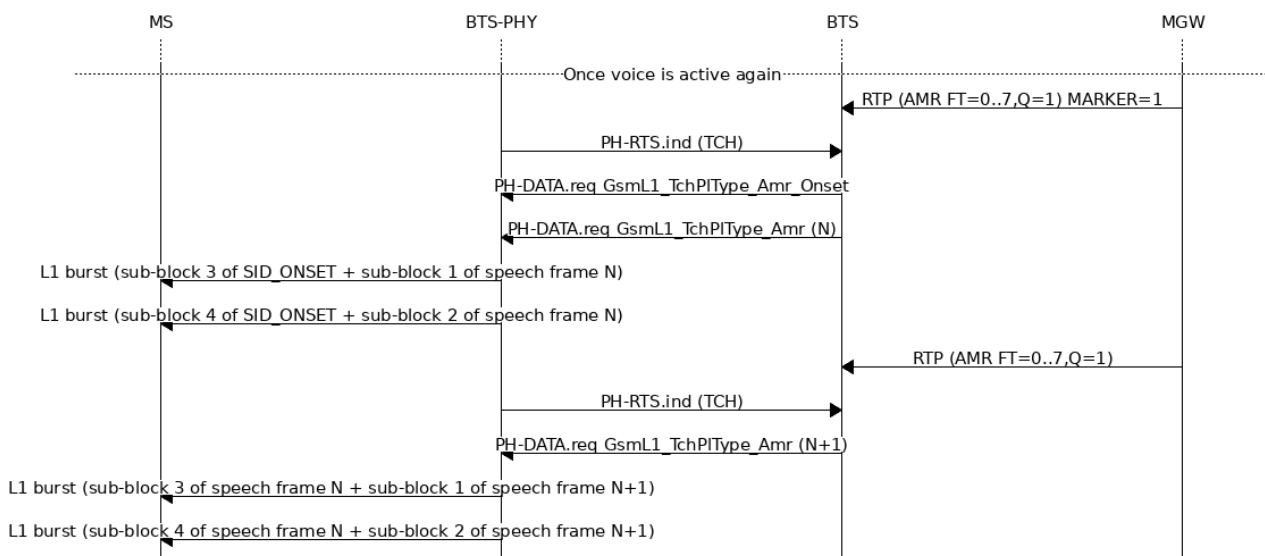 MS BTS-PHY BTS MGW
Once voice is active again
RTP (AMR FT=0..7,Q=1) MARKER=1
PH-RTS.ind (TCH)
PH-DATA.req GsmL1_TchPlType_Amr_Onset
PH-DATA.req GsmL1_TchPlType_Amr (N)
L1 burst (sub-block 3 of SID_ONSET + sub-block 1 of speech frame N)
L1 burst (sub-block 4 of SID_ONSET + sub-block 2 of speech frame N)
RTP (AMR FT=0..7,Q=1)
PH-RTS.ind (TCH)
PH-DATA.req GsmL1_TchPlType_Amr (N+1)
L1 burst (sub-block 3 of speech frame N + sub-block 1 of speech frame N+1)
L1 burst (sub-block 4 of speech frame N + sub-block 2 of speech frame N+1)